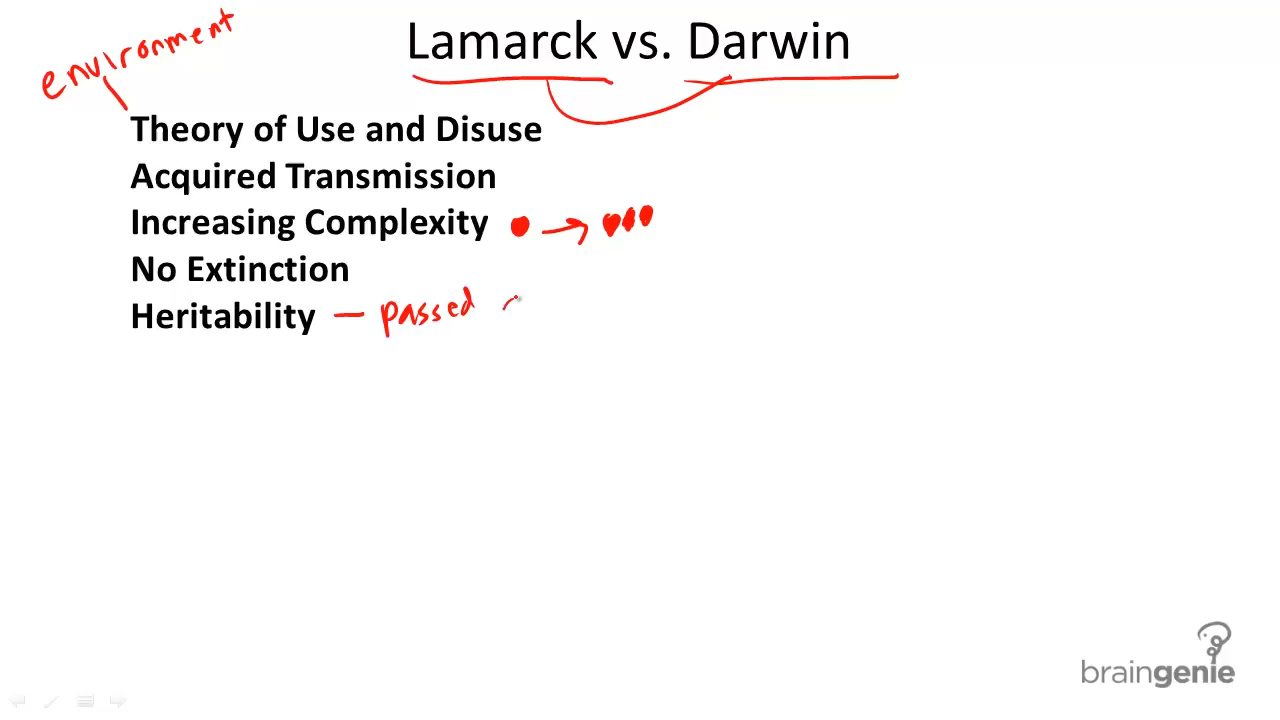 environment
Lamarck vs. Darwin
Theory of Use and Disuse
Acquired Transmission
Increasing Complexity
No Extinction
Heritability – passed
braingenie